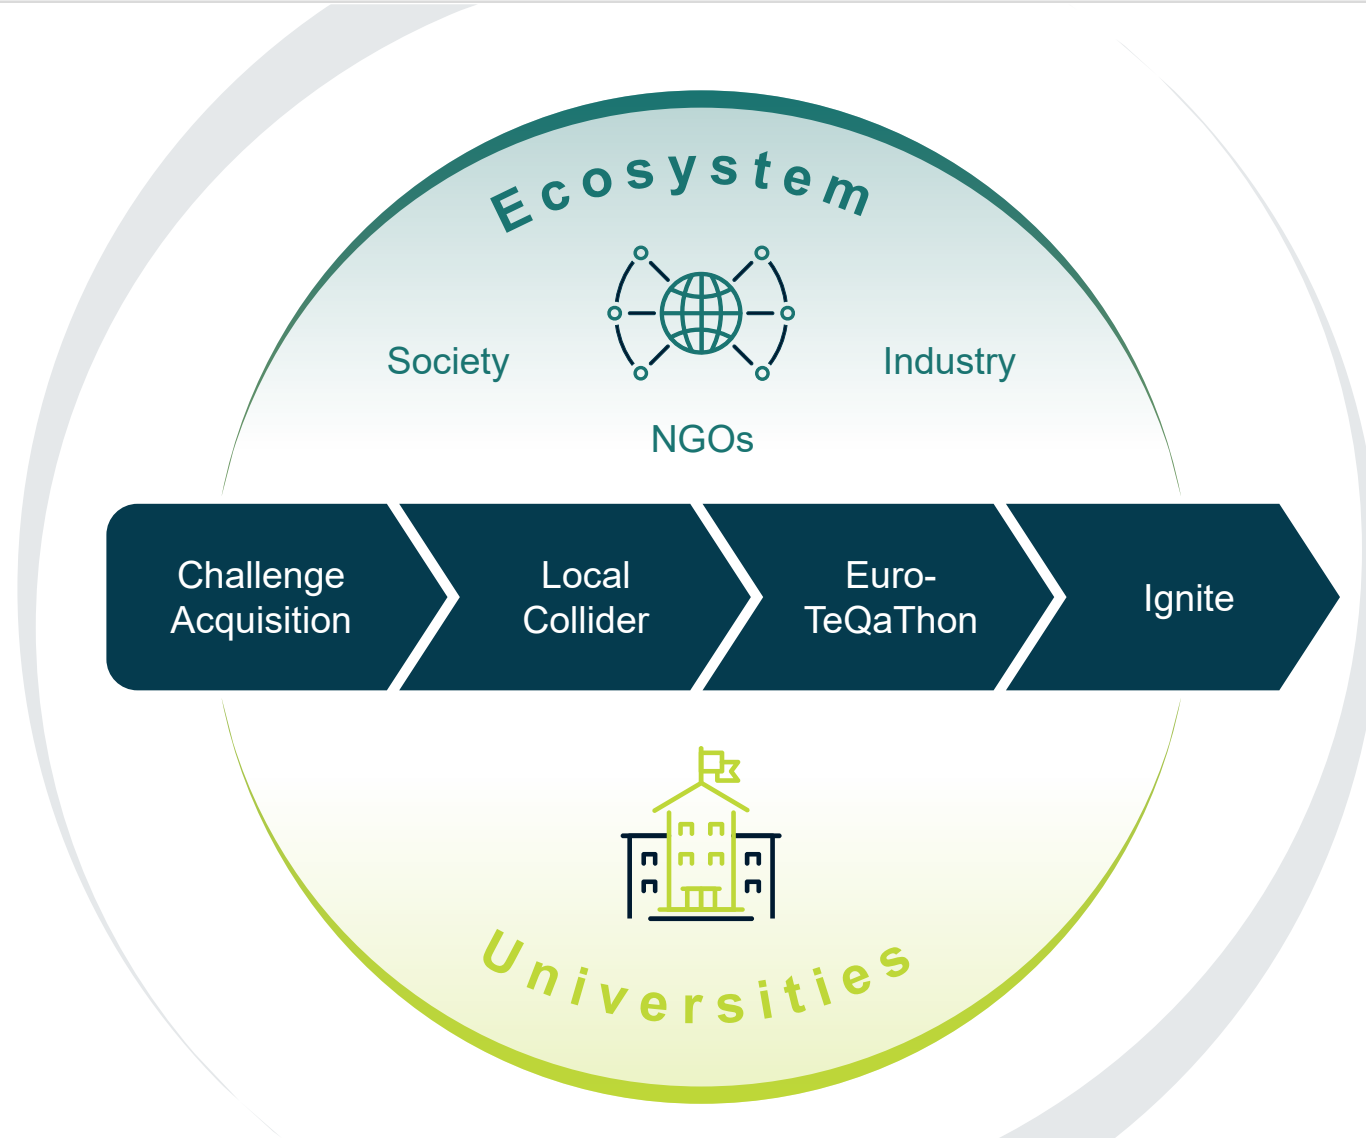 Ecosystem
Society
Industry
NGOs
Challenge
Acquisition
Local
Collider
Euro-
TeQaThon
Ignite
Universities